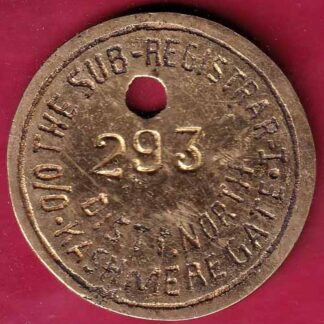 O/O THE SUB-REGISTRAR-T.
293
DISTT. NORTH
KASHMERE GATE